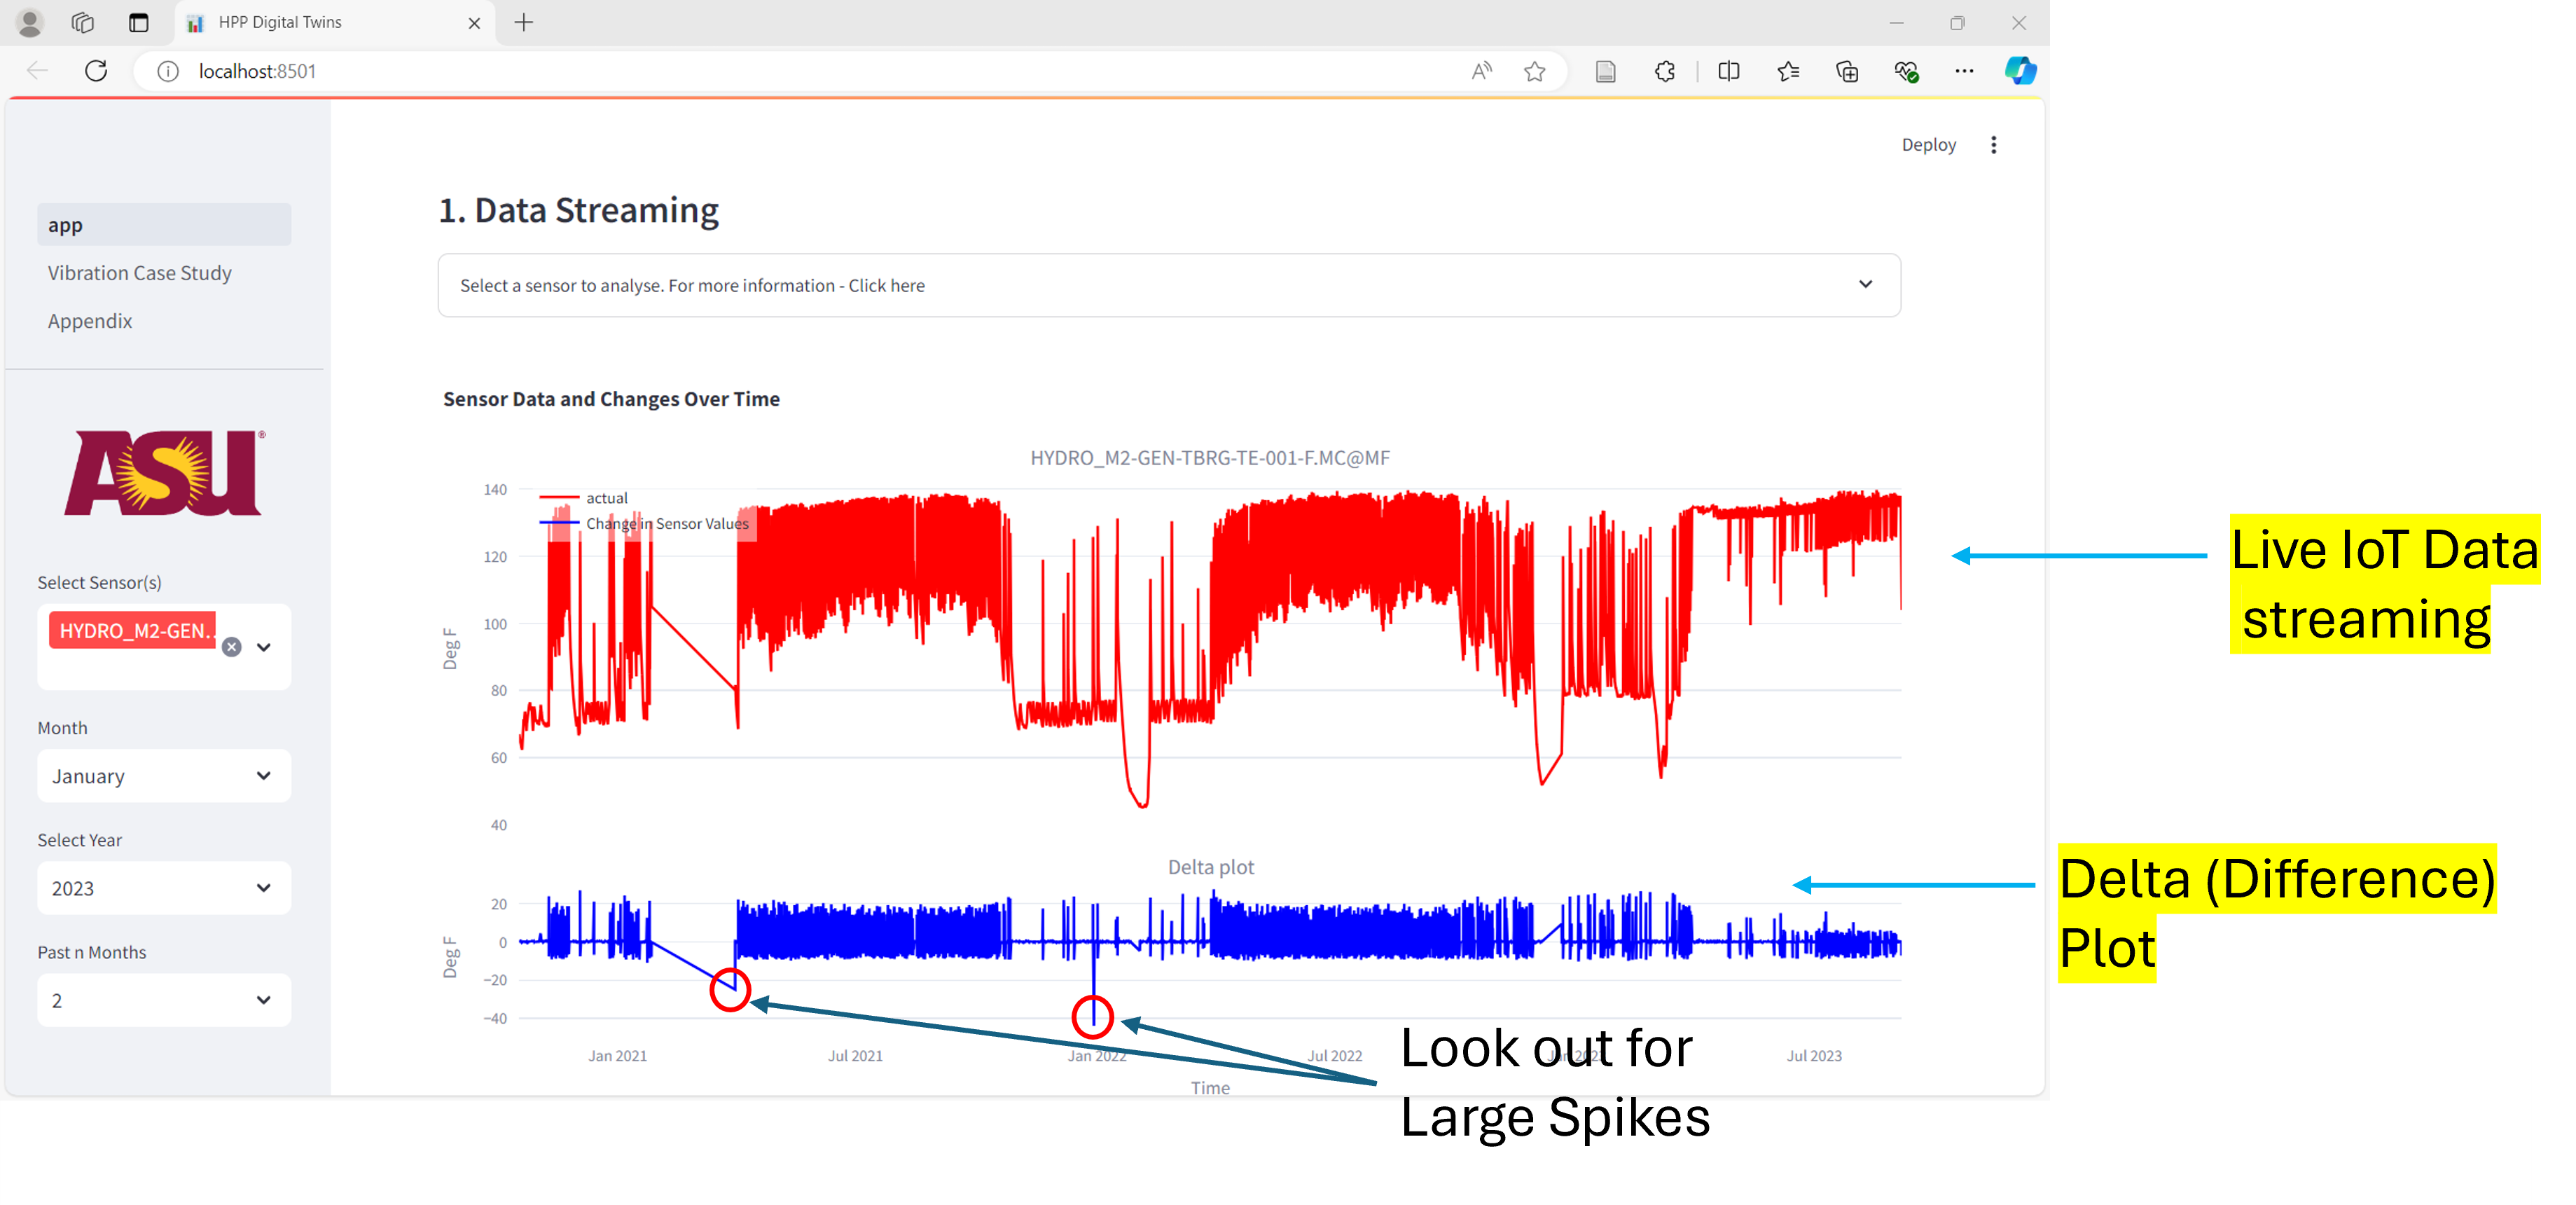 HPP Digital Twins
localhost:8501
Deploy
app
Vibration Case Study
Appendix
ASU®
Select Sensor(s)
HYDRO_M2-GEN..
Month
January
Select Year
2023
Past n Months
2
1. Data Streaming
Select a sensor to analyse. For more information - Click here
Sensor Data and Changes Over Time
HYDRO_M2-GEN-TBRG-TE-001-F.MC@MF
actual
Change in Sensor Values
140
120
100
80
60
40
Deg F
Delta plot
20
0
−20
−40
Deg F
Jan 2021
Jul 2021
Jan 2022
Jul 2022
Jan 2023
Jul 2023
Time
Live IoT Data
streaming
Delta (Difference)
Plot
Look out for
Large Spikes